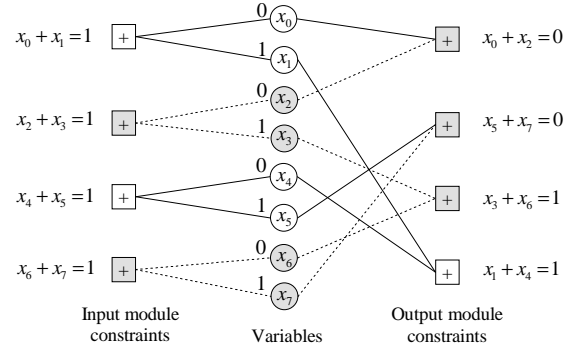 x₀ + x₁ = 1
+
0
x₀
1
x₁
+
x₀ + x₂ = 0
x₂ + x₃ = 1
+
0
x₂
1
x₃
+
x₅ + x₇ = 0
x₄ + x₅ = 1
+
0
x₄
1
x₅
+
x₃ + x₆ = 1
x₆ + x₇ = 1
+
0
x₆
1
x₇
+
x₁ + x₄ = 1
Input module
constraints
Variables
Output module
constraints